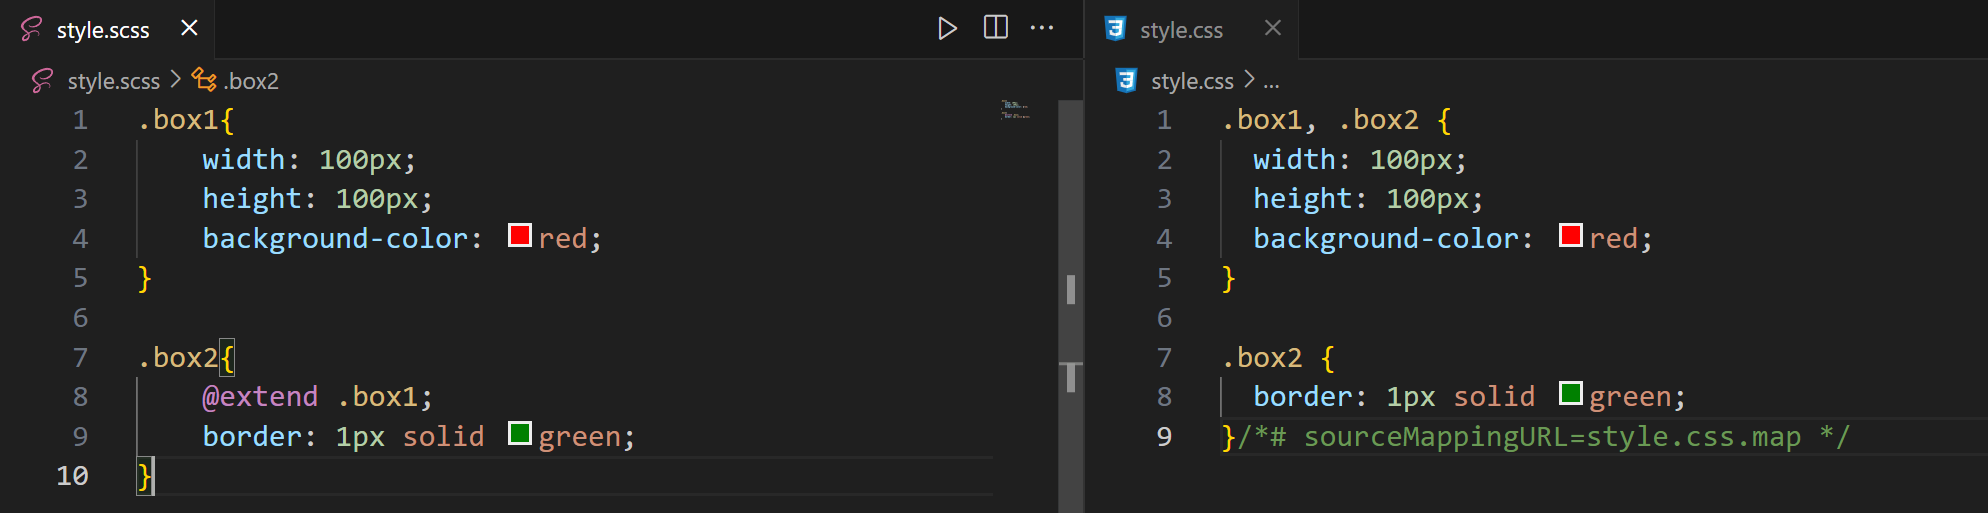 style.scss
style.scss > .box2
1 .box1{
2     width: 100px;
3     height: 100px;
4     background-color: red;
5 }
6
7 .box2{
8     @extend .box1;
9     border: 1px solid green;
10 }
style.css
style.css > ...
1 .box1, .box2 {
2   width: 100px;
3   height: 100px;
4   background-color: red;
5 }
6
7 .box2 {
8   border: 1px solid green;
9 }/*# sourceMappingURL=style.css.map */